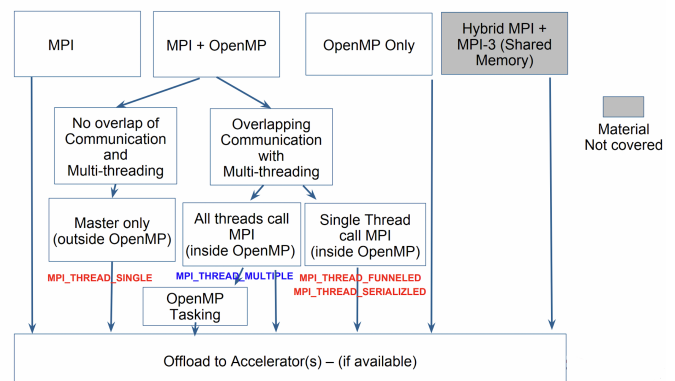 MPI
MPI + OpenMP
OpenMP Only
Hybrid MPI +
MPI-3 (Shared
Memory)
Material
Not covered
No overlap of
Communication
and
Multi-threading
Overlapping
Communication
with
Multi-threading
Master only
(outside OpenMP)
All threads call
MPI
(inside OpenMP)
Single Thread
call MPI
(inside OpenMP)
MPI_THREAD_SINGLE
MPI_THREAD_MULTIPLE
MPI_THREAD_FUNNELED
MPI_THREAD_SERIALIZLED
OpenMP
Tasking
Offload to Accelerator(s) – (if available)